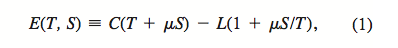 E(T, S) ≡ C(T + μS) − L(1 + μS/T), (1)